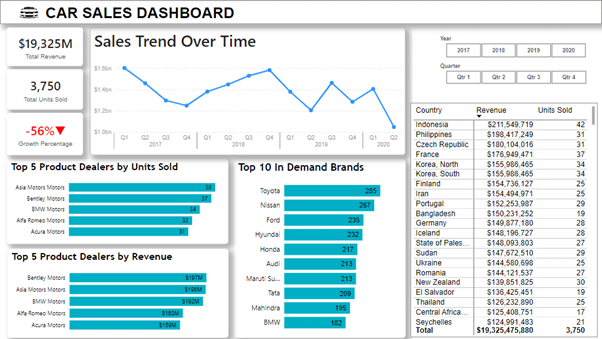 CAR SALES DASHBOARD
$19,325M
Total Revenue
3,750
Total Units Sold
-56%▼
Growth Percentage
Sales Trend Over Time
$1.6bn
$1.4bn
$1.2bn
$1.0bn
Q1 Q2 Q3 Q4 Q1 Q2 Q3 Q4 Q1 Q2 Q3 Q4 Q1 Q2
2017 2018 2019 2020
Year
2017 2018 2019 2020
Quarter
Qtr 1 Qtr 2 Qtr 3 Qtr 4
Top 5 Product Dealers by Units Sold
Asia Motors Motors 38
Bentley Motors 37
BMW Motors 34
Alfa Romeo Motors 32
Acura Motors 31
Top 5 Product Dealers by Revenue
Bentley Motors $197M
Asia Motors Motors $196M
BMW Motors $192M
Alfa Romeo Motors $163M
Acura Motors $159M
Top 10 In Demand Brands
Toyota 285
Nissan 267
Ford 235
Hyundai 232
Honda 217
Audi 213
Maruti Su... 213
Tata 209
Mahindra 195
BMW 182
Country Revenue Units Sold
Indonesia $211,549,719 42
Philippines $198,417,249 31
Czech Republic $180,104,016 31
France $176,949,471 37
Korea, North $155,986,465 34
Korea, South $155,986,465 34
Finland $154,736,127 25
Iran $154,494,971 25
Portugal $152,253,987 29
Bangladesh $150,231,252 19
Germany $149,877,180 28
Iceland $148,196,727 28
State of Pales... $148,093,803 27
Sudan $147,672,510 29
Ukraine $144,580,698 25
Romania $144,121,537 27
New Zealand $139,851,825 30
El Salvador $136,425,451 19
Thailand $126,232,890 25
Central Africa... $125,408,751 17
Seychelles $124,991,483 21
Total $19,325,475,880 3,750